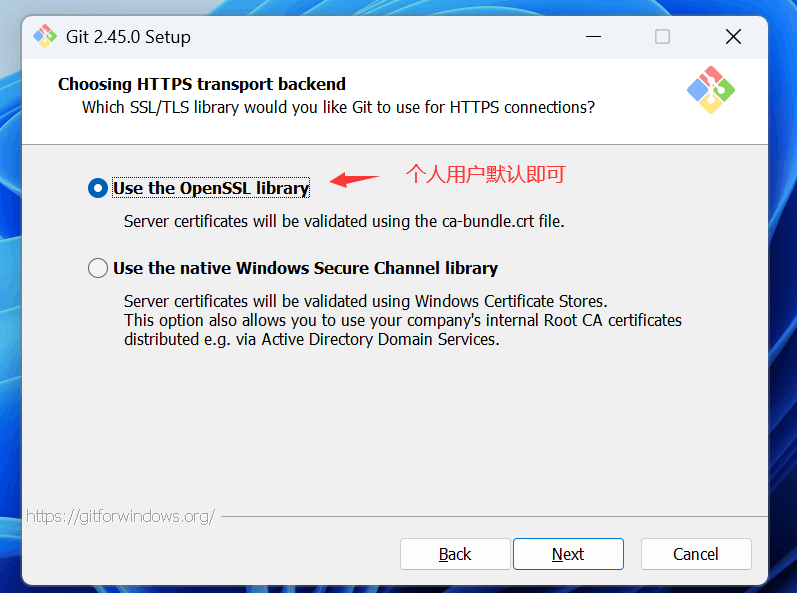 Git 2.45.0 Setup
Choosing HTTPS transport backend
Which SSL/TLS library would you like Git to use for HTTPS connections?
Use the OpenSSL library
个人用户默认即可
Server certificates will be validated using the ca-bundle.crt file.
Use the native Windows Secure Channel library
Server certificates will be validated using Windows Certificate Stores.
This option also allows you to use your company's internal Root CA certificates
distributed e.g. via Active Directory Domain Services.
https://gitforwindows.org/
Back
Next
Cancel